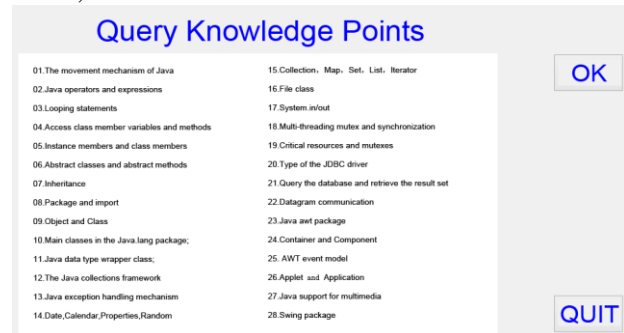 Query Knowledge Points
01.The movement mechanism of Java
02.Java operators and expressions
03.Looping statements
04.Access class member variables and methods
05.Instance members and class members
06.Abstract classes and abstract methods
07.Inheritance
08.Package and import
09.Object and Class
10.Main classes in the Java.lang package;
11.Java data type wrapper class;
12.The Java collections framework
13.Java exception handling mechanism
14.Date,Calendar,Properties,Random
15.Collection, Map, Set, List, Iterator
16.File class
17.System.in/out
18.Multi-threading mutex and synchronization
19.Critical resources and mutexes
20.Type of the JDBC driver
21.Query the database and retrieve the result set
22.Datagram communication
23.Java awt package
24.Container and Component
25. AWT event model
26.Applet and Application
27.Java support for multimedia
28.Swing package
OK
QUIT